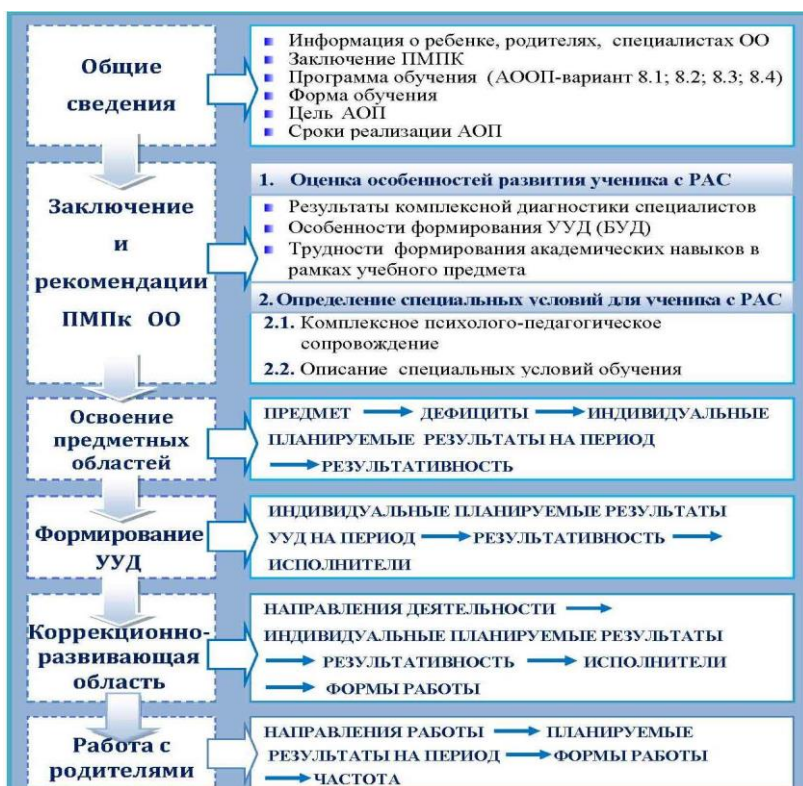 Общие
сведения
Информация о ребенке, родителях, специалистах ОО
Заключение ПМПК
Программа обучения (АООП-вариант 8.1; 8.2; 8.3; 8.4)
Форма обучения
Цель АОП
Сроки реализации АОП
Заключение
и
рекомендации
ПМПк ОО
1. Оценка особенностей развития ученика с РАС
Результаты комплексной диагностики специалистов
Особенности формирования УУД (БУД)
Трудности формирования академических навыков в
рамках учебного предмета
2. Определение специальных условий для ученика с РАС
2.1. Комплексное психолого-педагогическое
сопровождение
2.2. Описание специальных условий обучения
Освоение
предметных
областей
ПРЕДМЕТ → ДЕФИЦИТЫ → ИНДИВИДУАЛЬНЫЕ
ПЛАНИРУЕМЫЕ РЕЗУЛЬТАТЫ НА ПЕРИОД
→ РЕЗУЛЬТАТИВНОСТЬ
Формирование
УУД
ИНДИВИДУАЛЬНЫЕ ПЛАНИРУЕМЫЕ РЕЗУЛЬТАТЫ
УУД НА ПЕРИОД → РЕЗУЛЬТАТИВНОСТЬ →
ИСПОЛНИТЕЛИ
Коррекционно-
развивающая
область
НАПРАВЛЕНИЯ ДЕЯТЕЛЬНОСТИ →
ИНДИВИДУАЛЬНЫЕ ПЛАНИРУЕМЫЕ РЕЗУЛЬТАТЫ
→ РЕЗУЛЬТАТИВНОСТЬ → ИСПОЛНИТЕЛИ
→ ФОРМЫ РАБОТЫ
Работа с
родителями
НАПРАВЛЕНИЯ РАБОТЫ → ПЛАНИРУЕМЫЕ
РЕЗУЛЬТАТЫ НА ПЕРИОД → ФОРМЫ РАБОТЫ
→ ЧАСТОТА